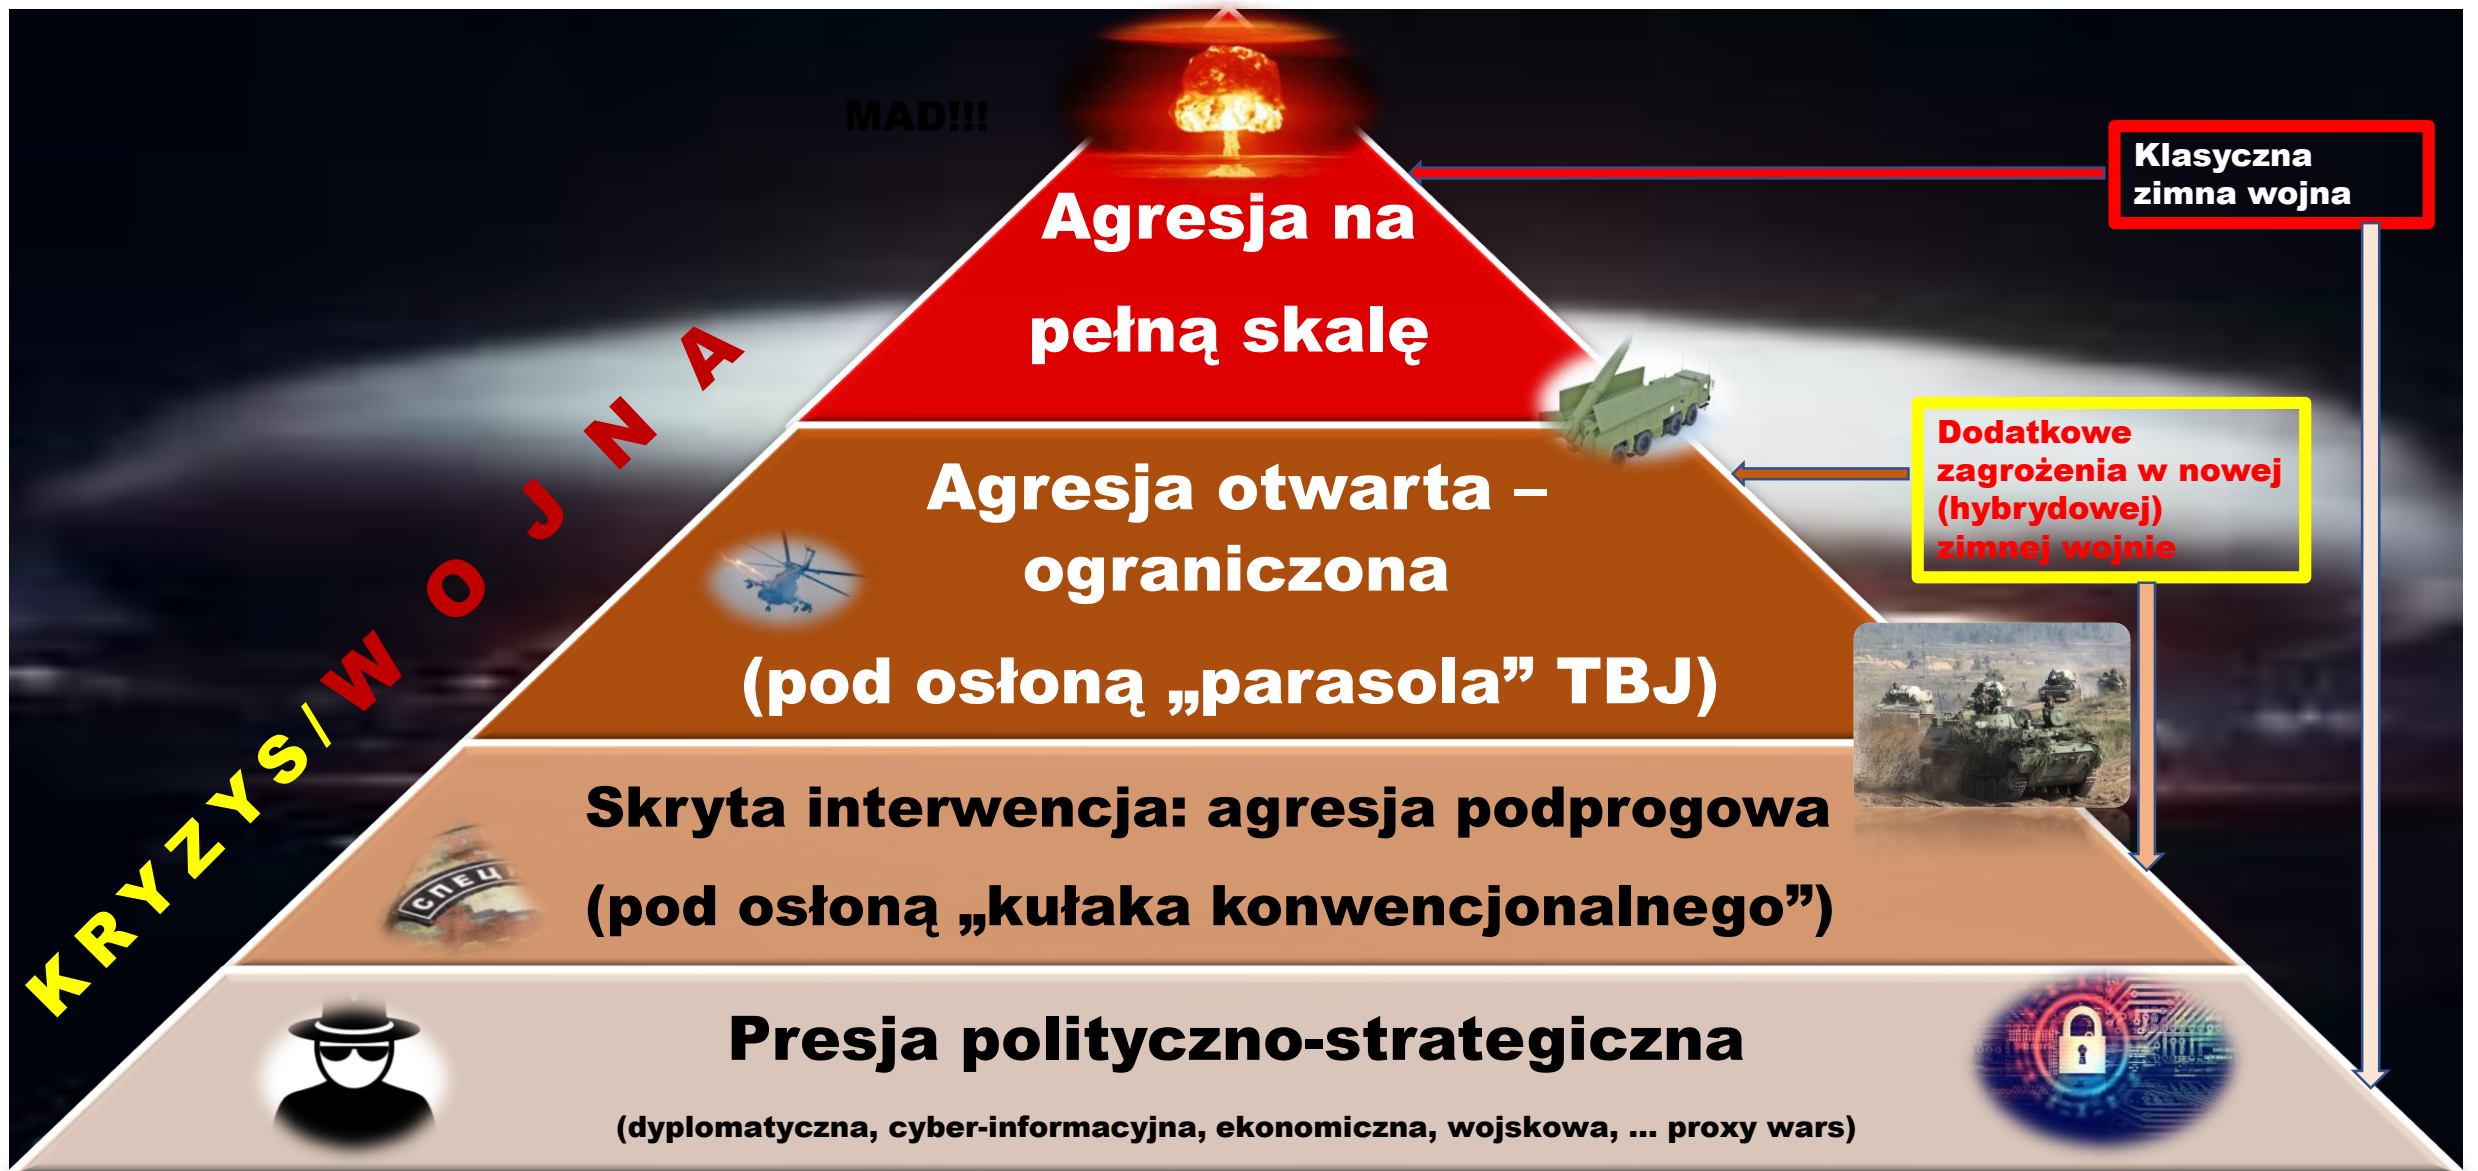 MAD!!!
Klasyczna
zimna wojna
Agresja na
pełną skalę
Dodatkowe
zagrożenia w nowej
(hybrydowej)
zimnej wojnie
KRYZYS/WOJNA
Agresja otwarta –
ograniczona
(pod osłoną „parasola” TBJ)
Skryta interwencja: agresja podprogowa
(pod osłoną „kułaka konwencjonalnego”)
СПЕЦ
Presja polityczno-strategiczna
(dyplomatyczna, cyber-informacyjna, ekonomiczna, wojskowa, ... proxy wars)